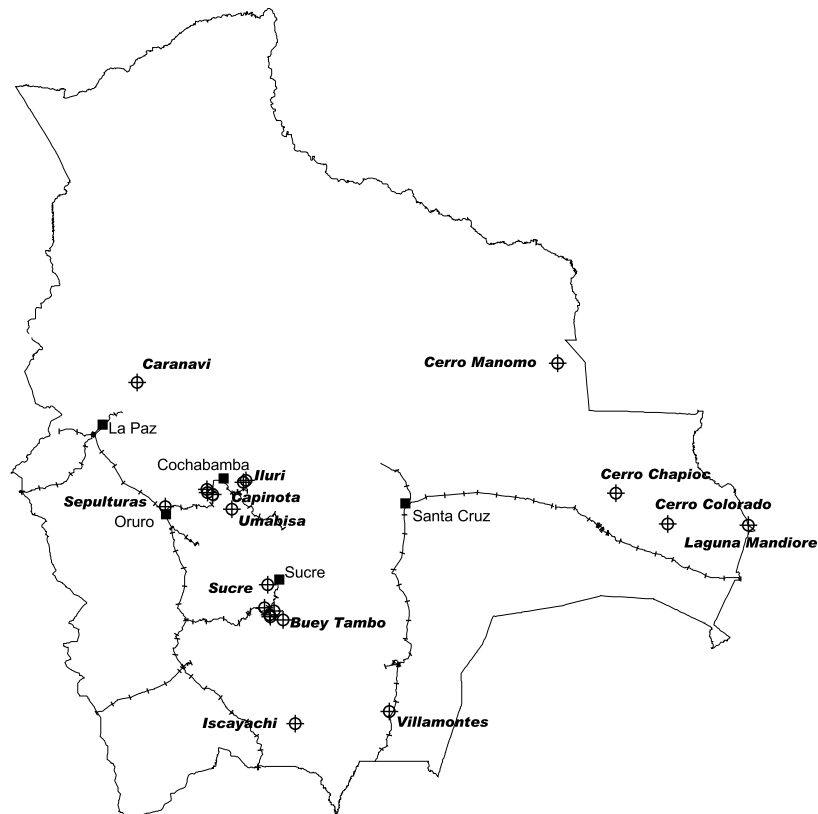 Caranavi
Cerro Manomo
La Paz
Cochabamba
Iluri
Cerro Chapioc
Sepulturas
Capinota
Cerro Colorado
Oruro
Umabisa
Santa Cruz
Laguna Mandiore
Sucre
Sucre
Buey Tambo
Iscayachi
Villamontes